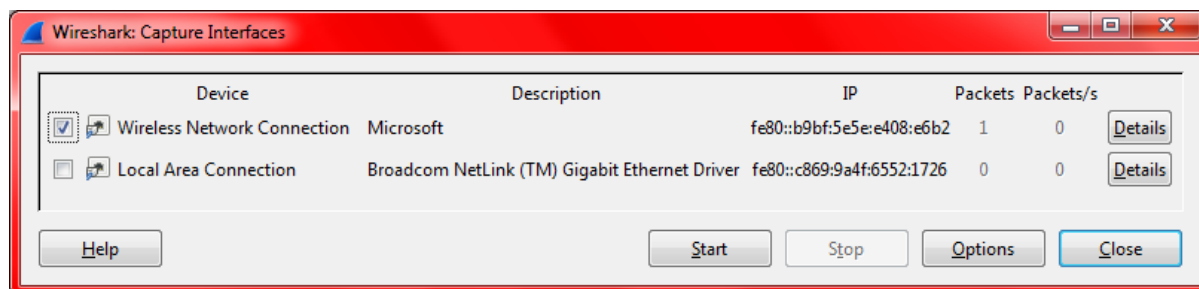 Wireshark: Capture Interfaces
Device Description IP Packets Packets/s
Wireless Network Connection Microsoft fe80::b9bf:5e5e:e408:e6b2 1 0 Details
Local Area Connection Broadcom NetLink (TM) Gigabit Ethernet Driver fe80::c869:9a4f:6552:1726 0 0 Details
Help Start Stop Options Close